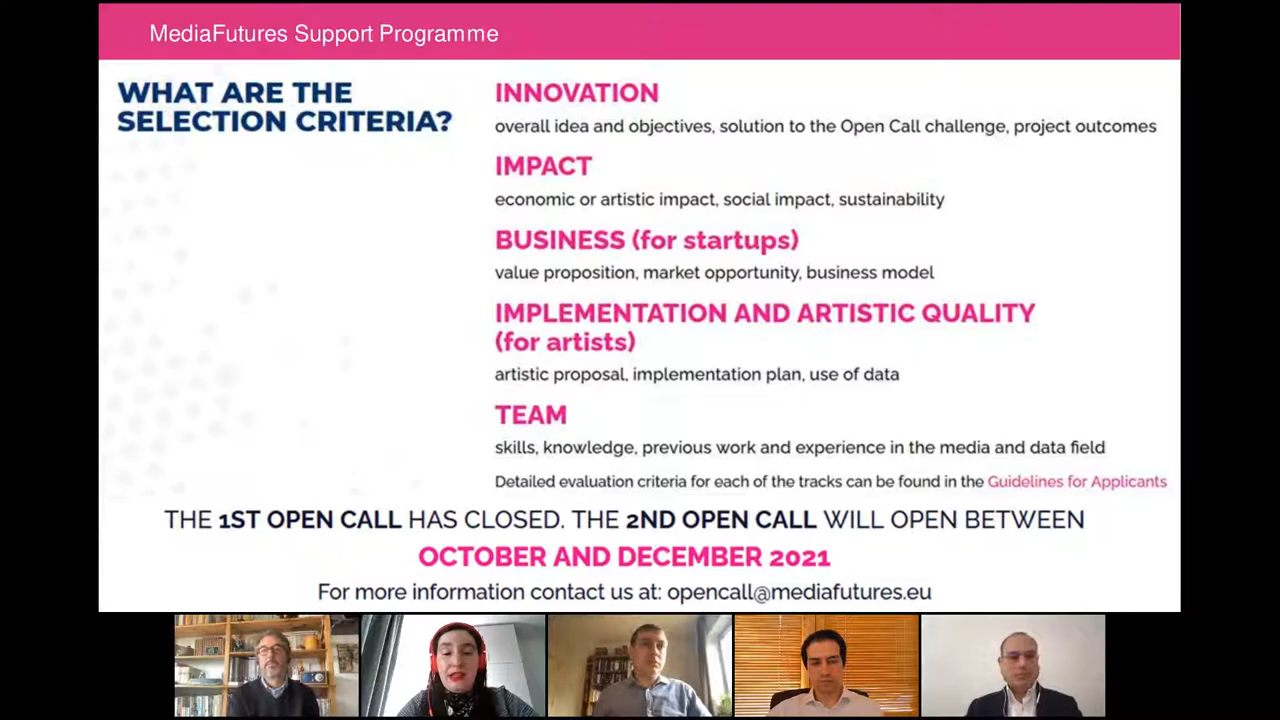 MediaFutures Support Programme
WHAT ARE THE
SELECTION CRITERIA?
INNOVATION
overall idea and objectives, solution to the Open Call challenge, project outcomes
IMPACT
economic or artistic impact, social impact, sustainability
BUSINESS (for startups)
value proposition, market opportunity, business model
IMPLEMENTATION AND ARTISTIC QUALITY
(for artists)
artistic proposal, implementation plan, use of data
TEAM
skills, knowledge, previous work and experience in the media and data field
Detailed evaluation criteria for each of the tracks can be found in the Guidelines for Applicants
THE 1ST OPEN CALL HAS CLOSED. THE 2ND OPEN CALL WILL OPEN BETWEEN
OCTOBER AND DECEMBER 2021
For more information contact us at: opencall@mediafutures.eu